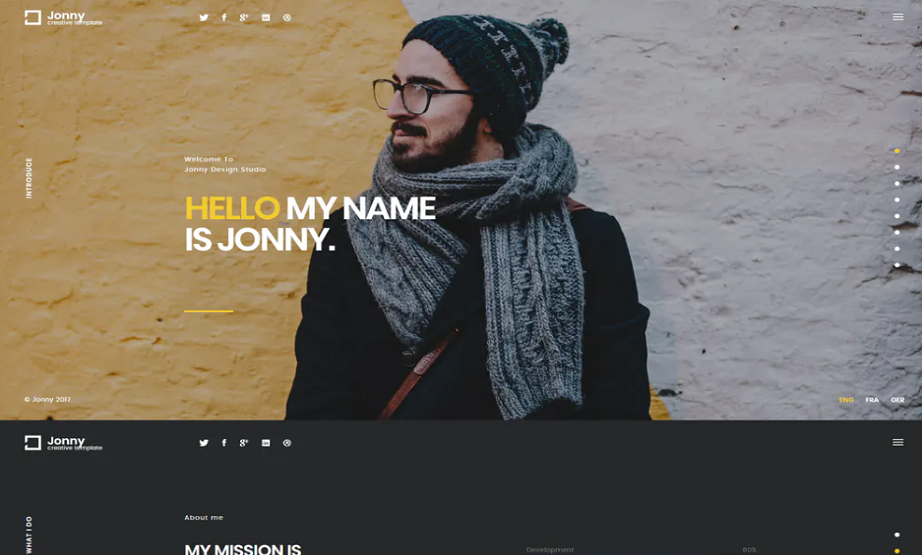 Jonny
creative template
INTRODUCE
Welcome To
Jonny Design Studio
HELLO MY NAME
IS JONNY.
© Jonny 2017.
FRA GER
Jonny
creative template
WHAT I DO
About me
MY MISSION IS
Development 80%